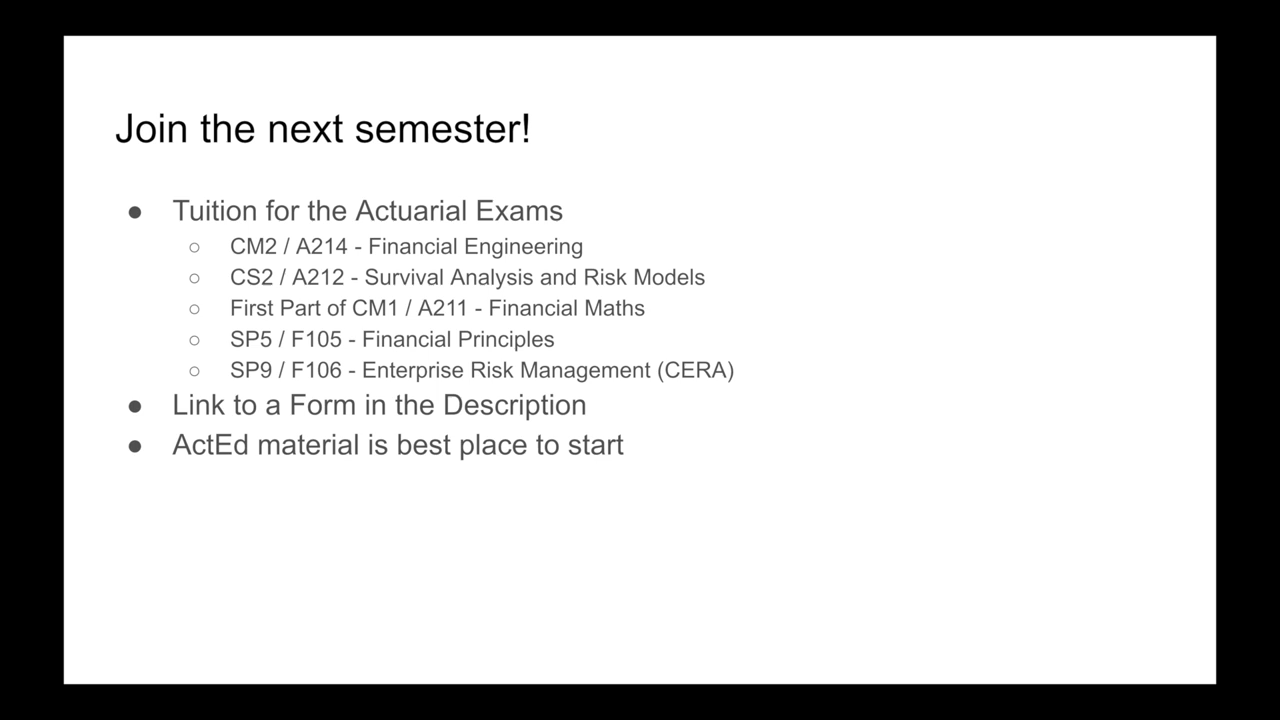 Join the next semester!
● Tuition for the Actuarial Exams
○ CM2 / A214 - Financial Engineering
○ CS2 / A212 - Survival Analysis and Risk Models
○ First Part of CM1 / A211 - Financial Maths
○ SP5 / F105 - Financial Principles
○ SP9 / F106 - Enterprise Risk Management (CERA)
● Link to a Form in the Description
● ActEd material is best place to start